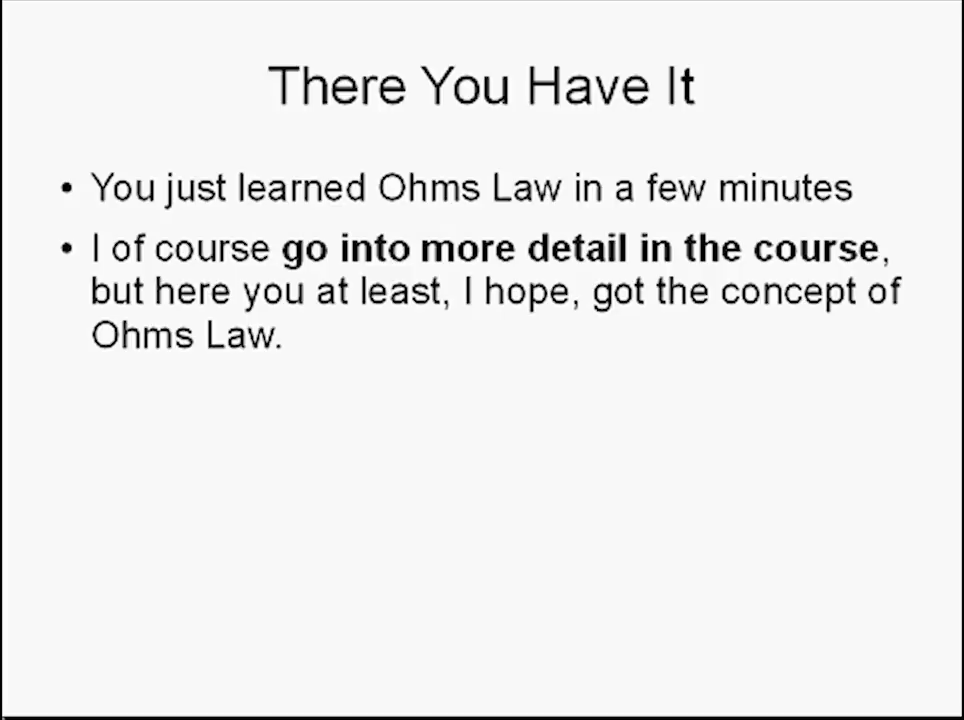 There You Have It
• You just learned Ohms Law in a few minutes
• I of course go into more detail in the course,
but here you at least, I hope, got the concept of
Ohms Law.